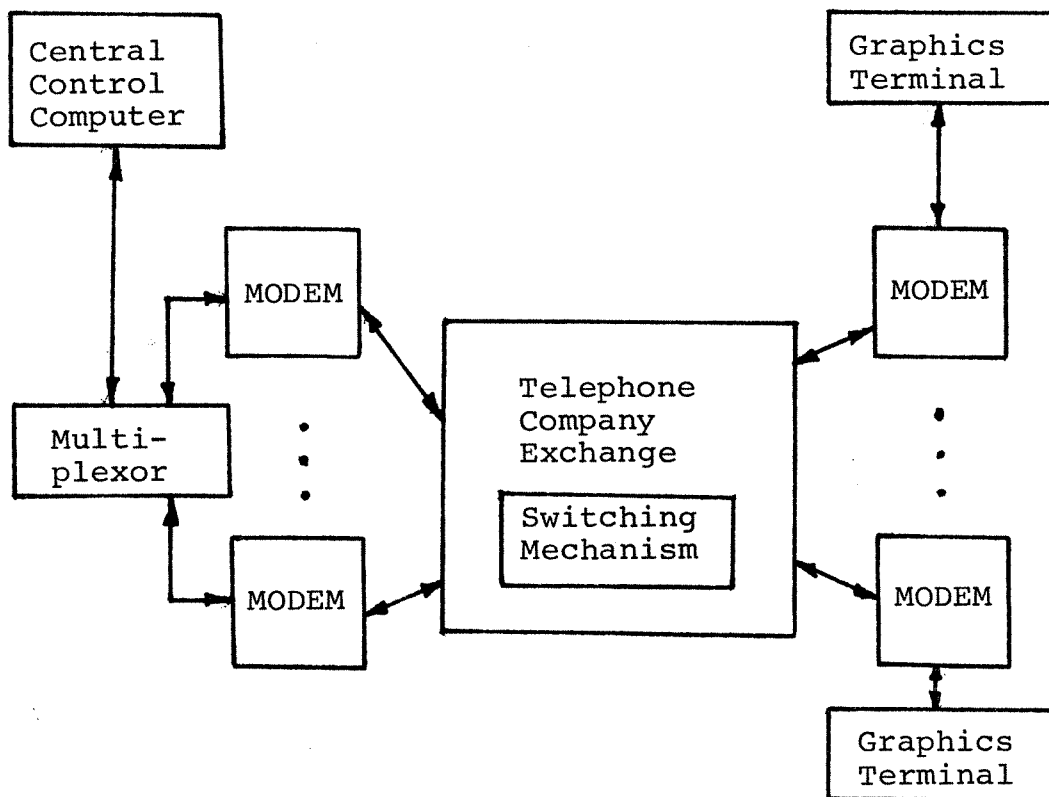 Central
Control
Computer
Graphics
Terminal
MODEM
MODEM
Telephone
Company
Exchange
Multi-
plexor
Switching
Mechanism
MODEM
MODEM
Graphics
Terminal